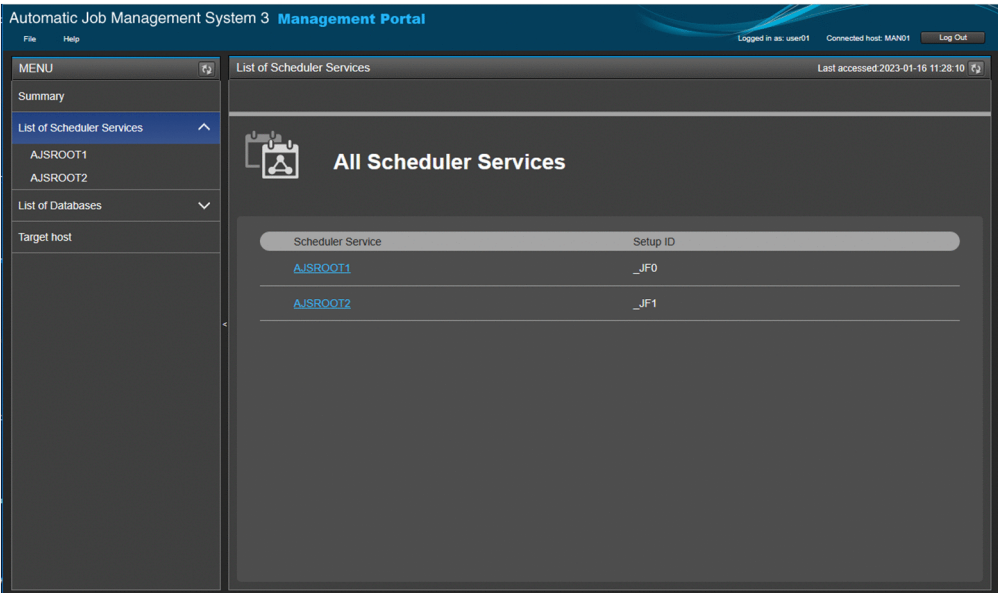 Automatic Job Management System 3 Management Portal
File Help
Logged in as: user01 Connected host: MAN01 Log Out
MENU
Summary
List of Scheduler Services
AJSROOT1
AJSROOT2
List of Databases
Target host
<
List of Scheduler Services
Last accessed:2023-01-16 11:28:10
All Scheduler Services
Scheduler Service Setup ID
AJSROOT1 _JF0
AJSROOT2 _JF1